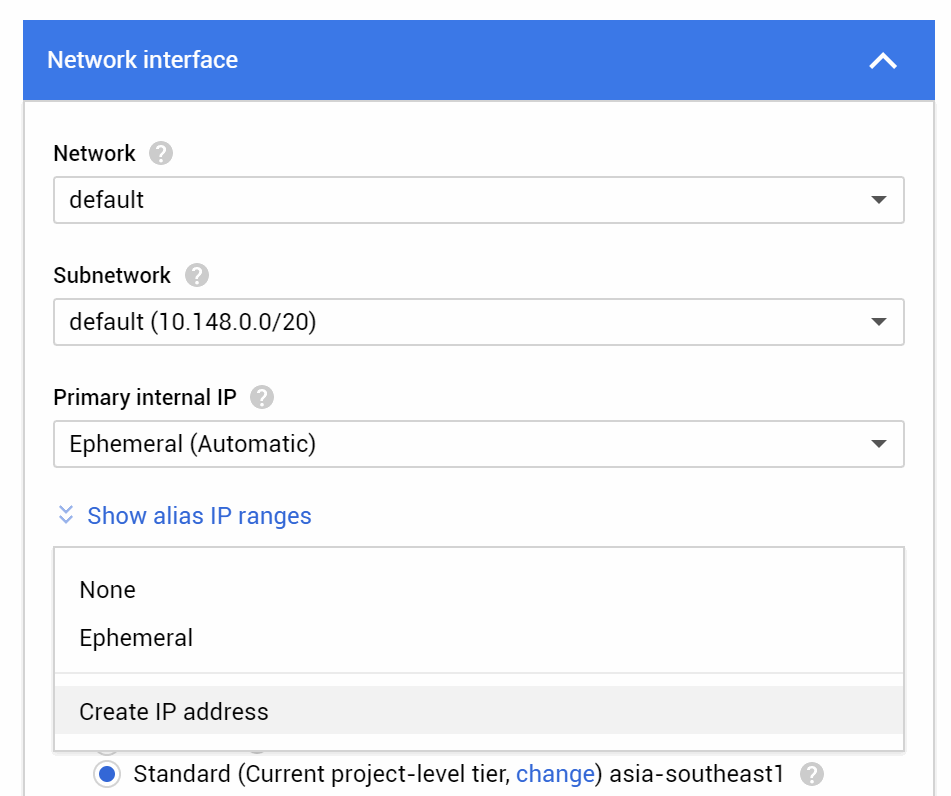 Network interface
Network ?
default
Subnetwork ?
default (10.148.0.0/20)
Primary internal IP ?
Ephemeral (Automatic)
Show alias IP ranges
None
Ephemeral
Create IP address
Standard (Current project-level tier, change) asia-southeast1 ?